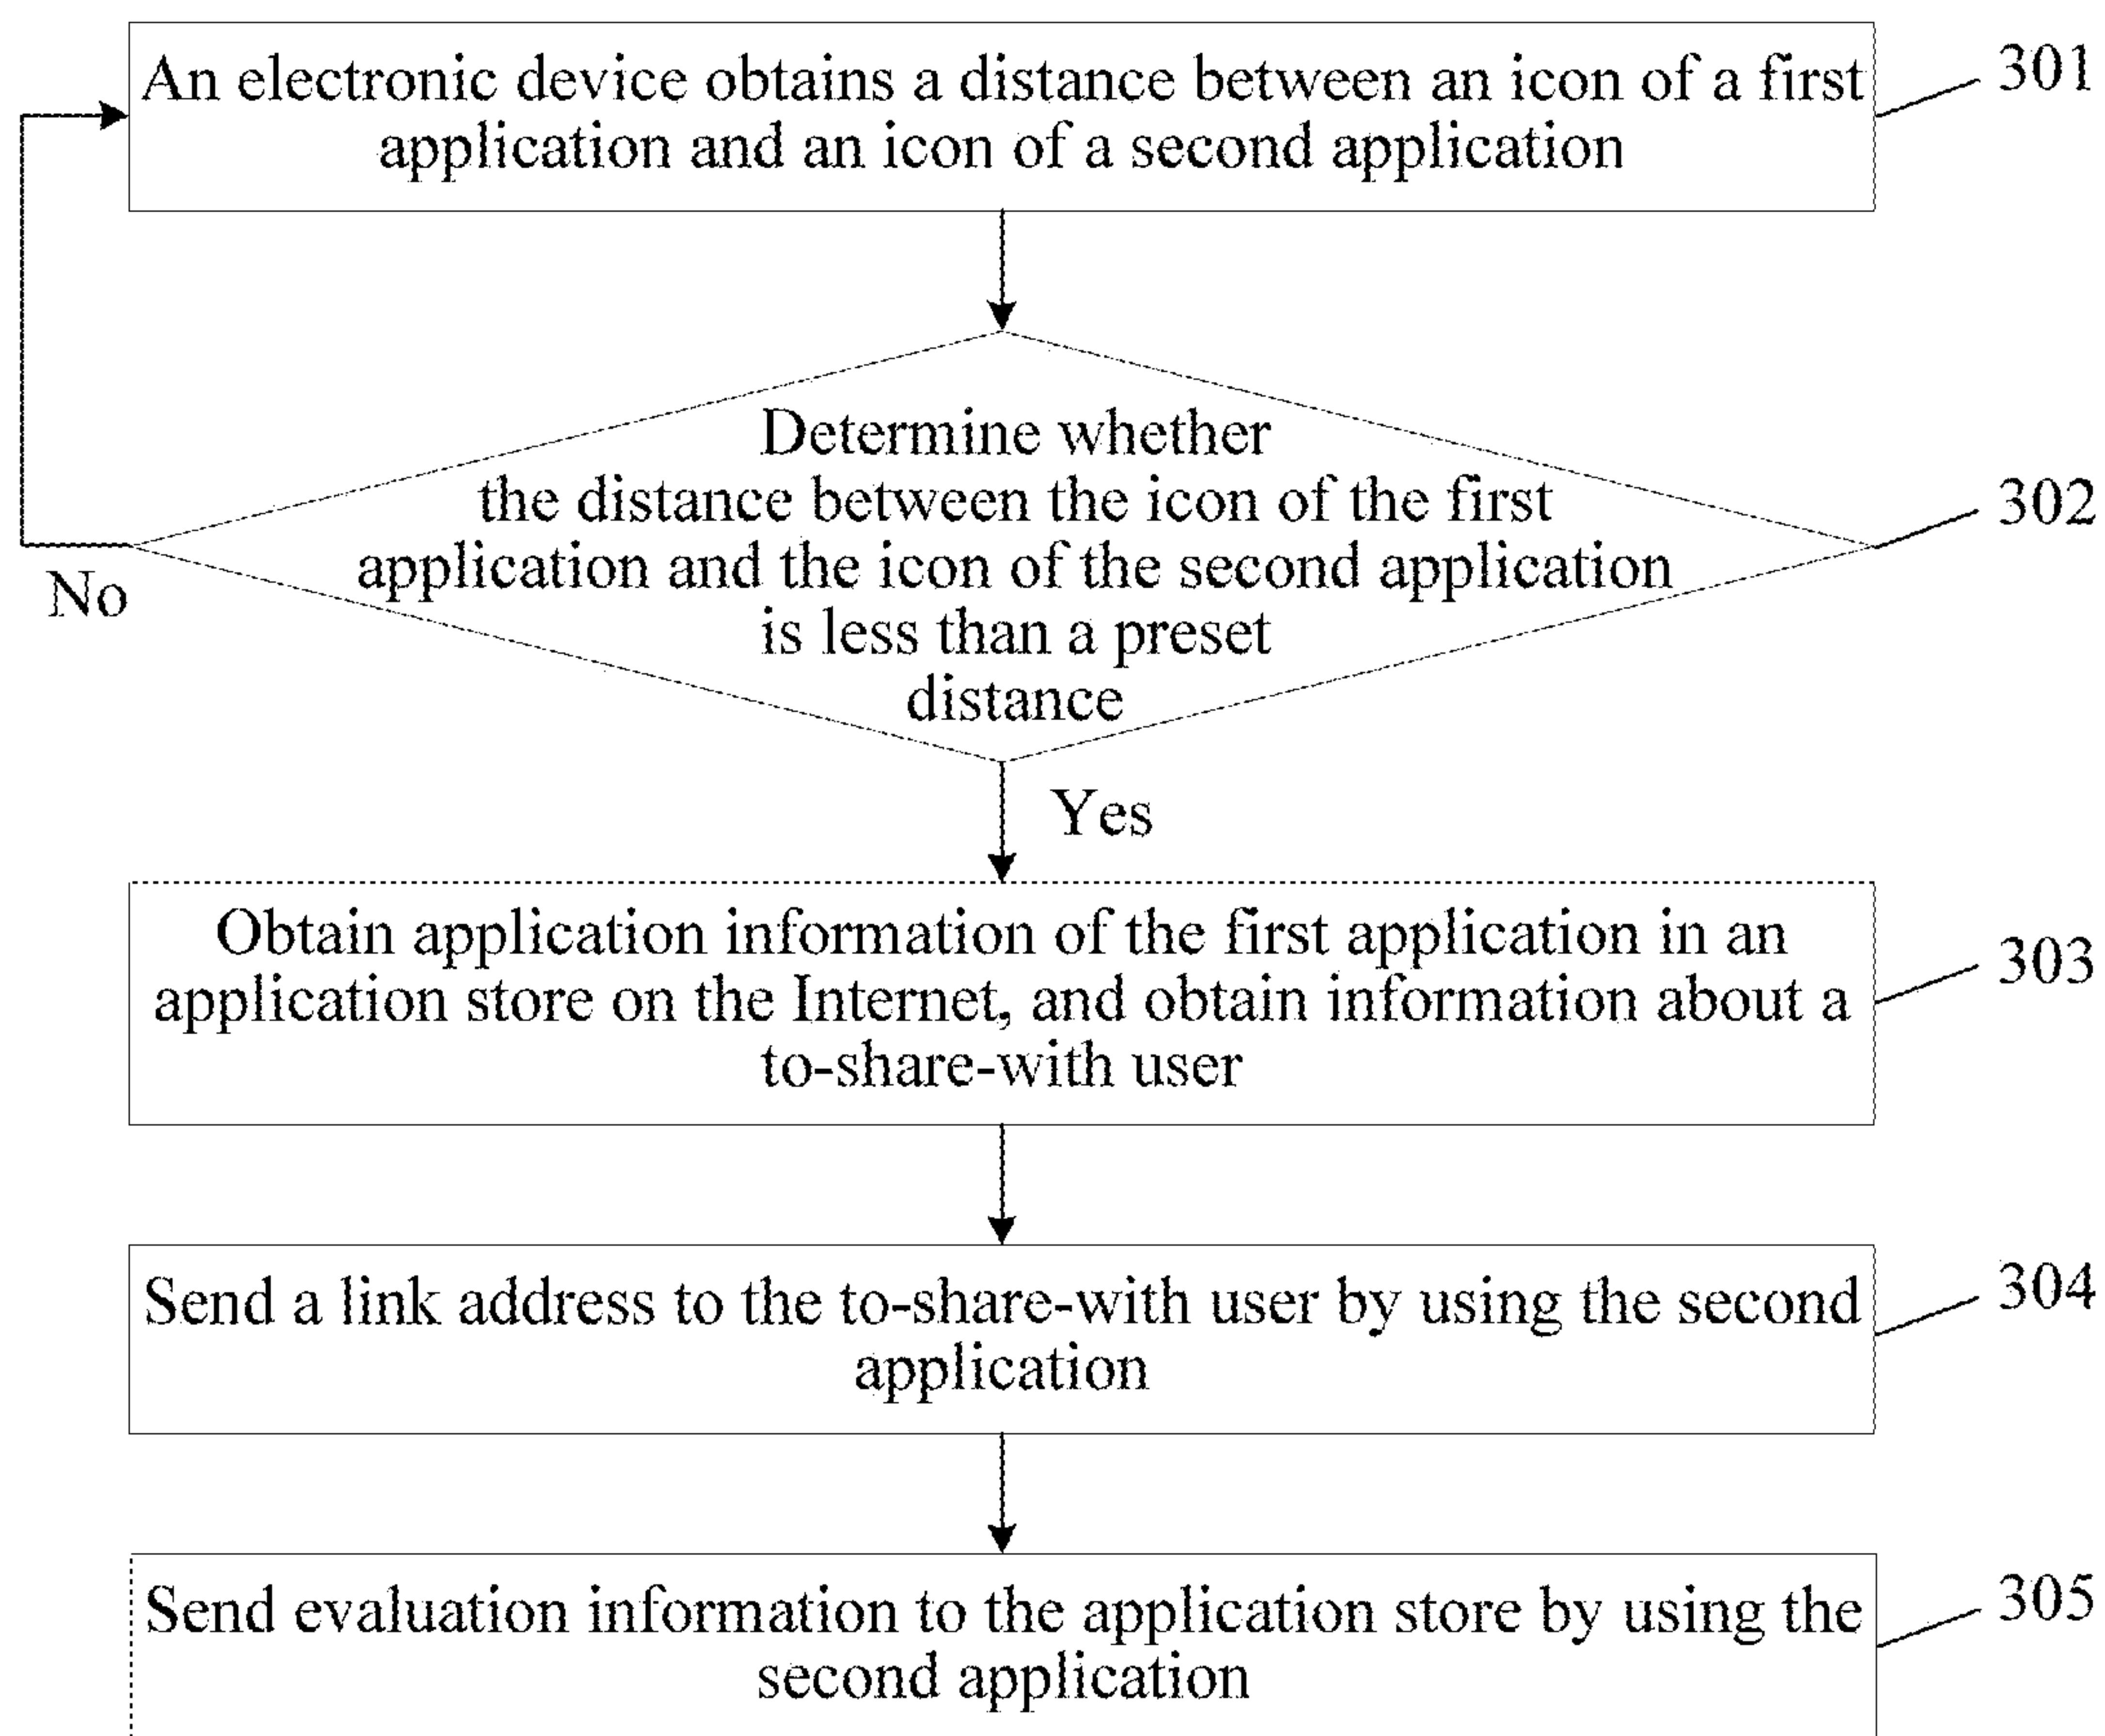 An electronic device obtains a distance between an icon of a first
application and an icon of a second application
301
Determine whether
the distance between the icon of the first
application and the icon of the second application
is less than a preset
distance
302
No
Yes
Obtain application information of the first application in an
application store on the Internet, and obtain information about a
to-share-with user
303
Send a link address to the to-share-with user by using the second
application
304
Send evaluation information to the application store by using the
second application
305